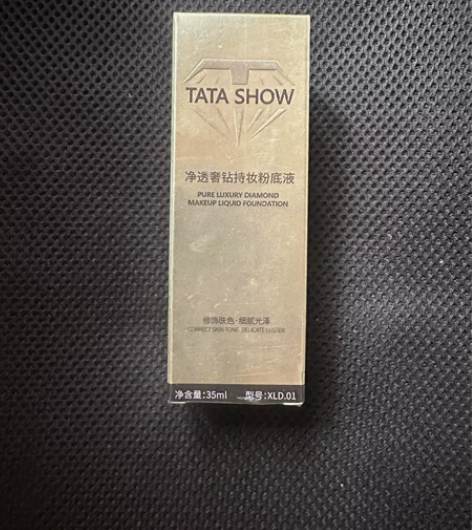 TATA SHOW
净透奢钻持妆粉底液
PURE LUXURY DIAMOND
MAKEUP LIQUID FOUNDATION
修饰肤色·细腻光泽
CORRECT SKIN TONE, DELICATE LUSTER
净含量:35ml 型号:XLD.01